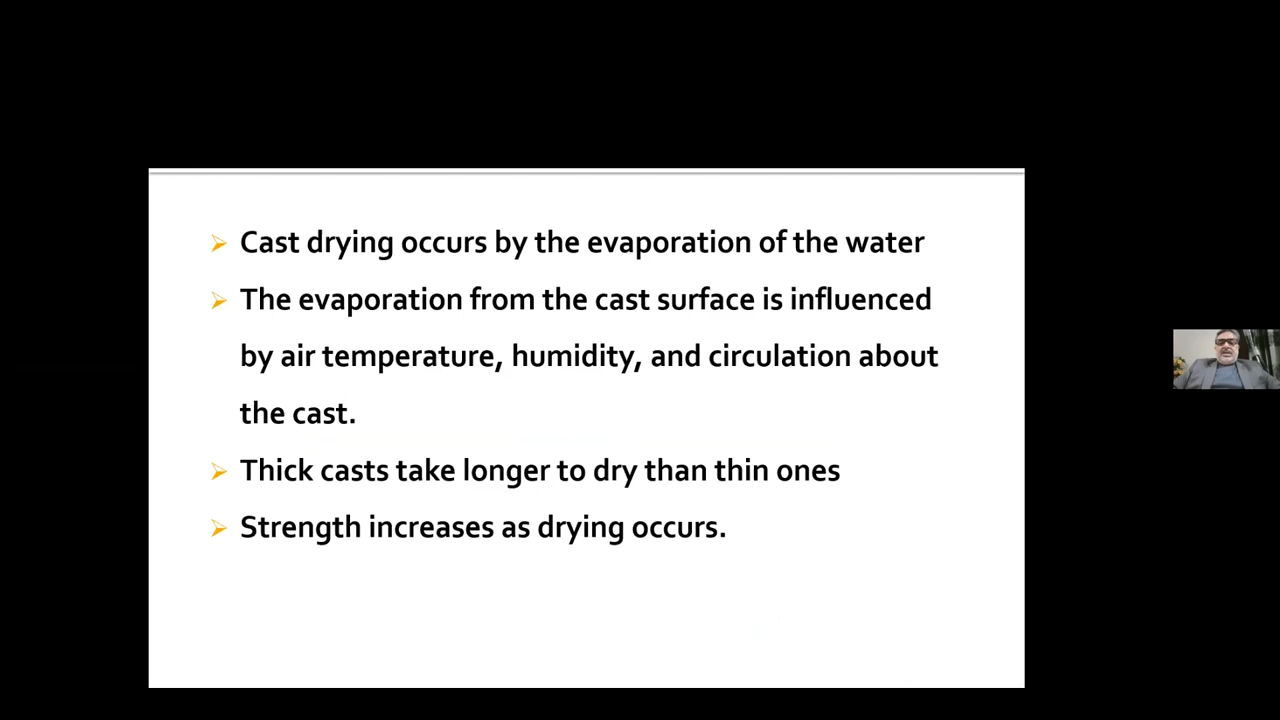 Cast drying occurs by the evaporation of the water
The evaporation from the cast surface is influenced
by air temperature, humidity, and circulation about
the cast.
Thick casts take longer to dry than thin ones
Strength increases as drying occurs.